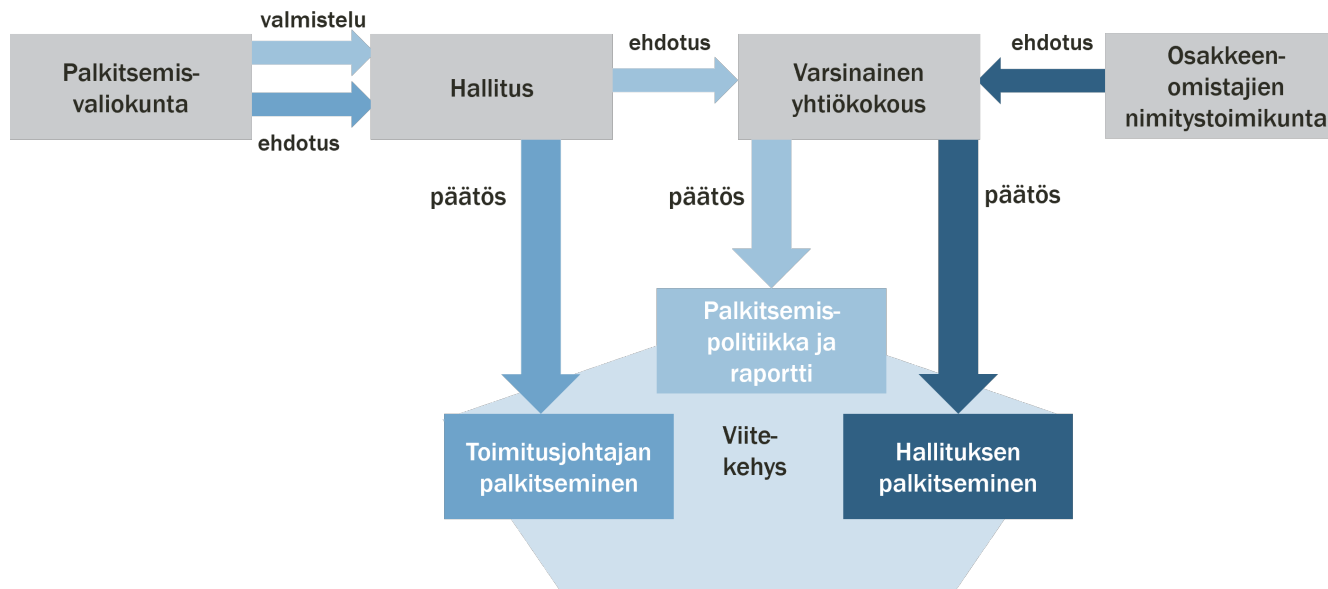 valmistelu
Palkitsemis-
valiokunta
ehdotus
Hallitus
ehdotus
Varsinainen
yhtiökokous
ehdotus
Osakkeen-
omistajien
nimitystoimikunta
päätös
päätös
päätös
Palkitsemis-
politiikka ja
raportti
Toimitusjohtajan
palkitseminen
Viite-
kehys
Hallituksen
palkitseminen